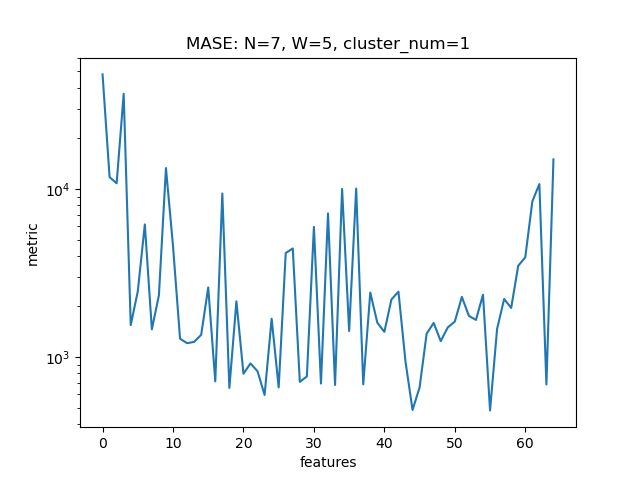 MASE: N=7, W=5, cluster_num=1
metric
10⁴
10³
0 10 20 30 40 50 60
features